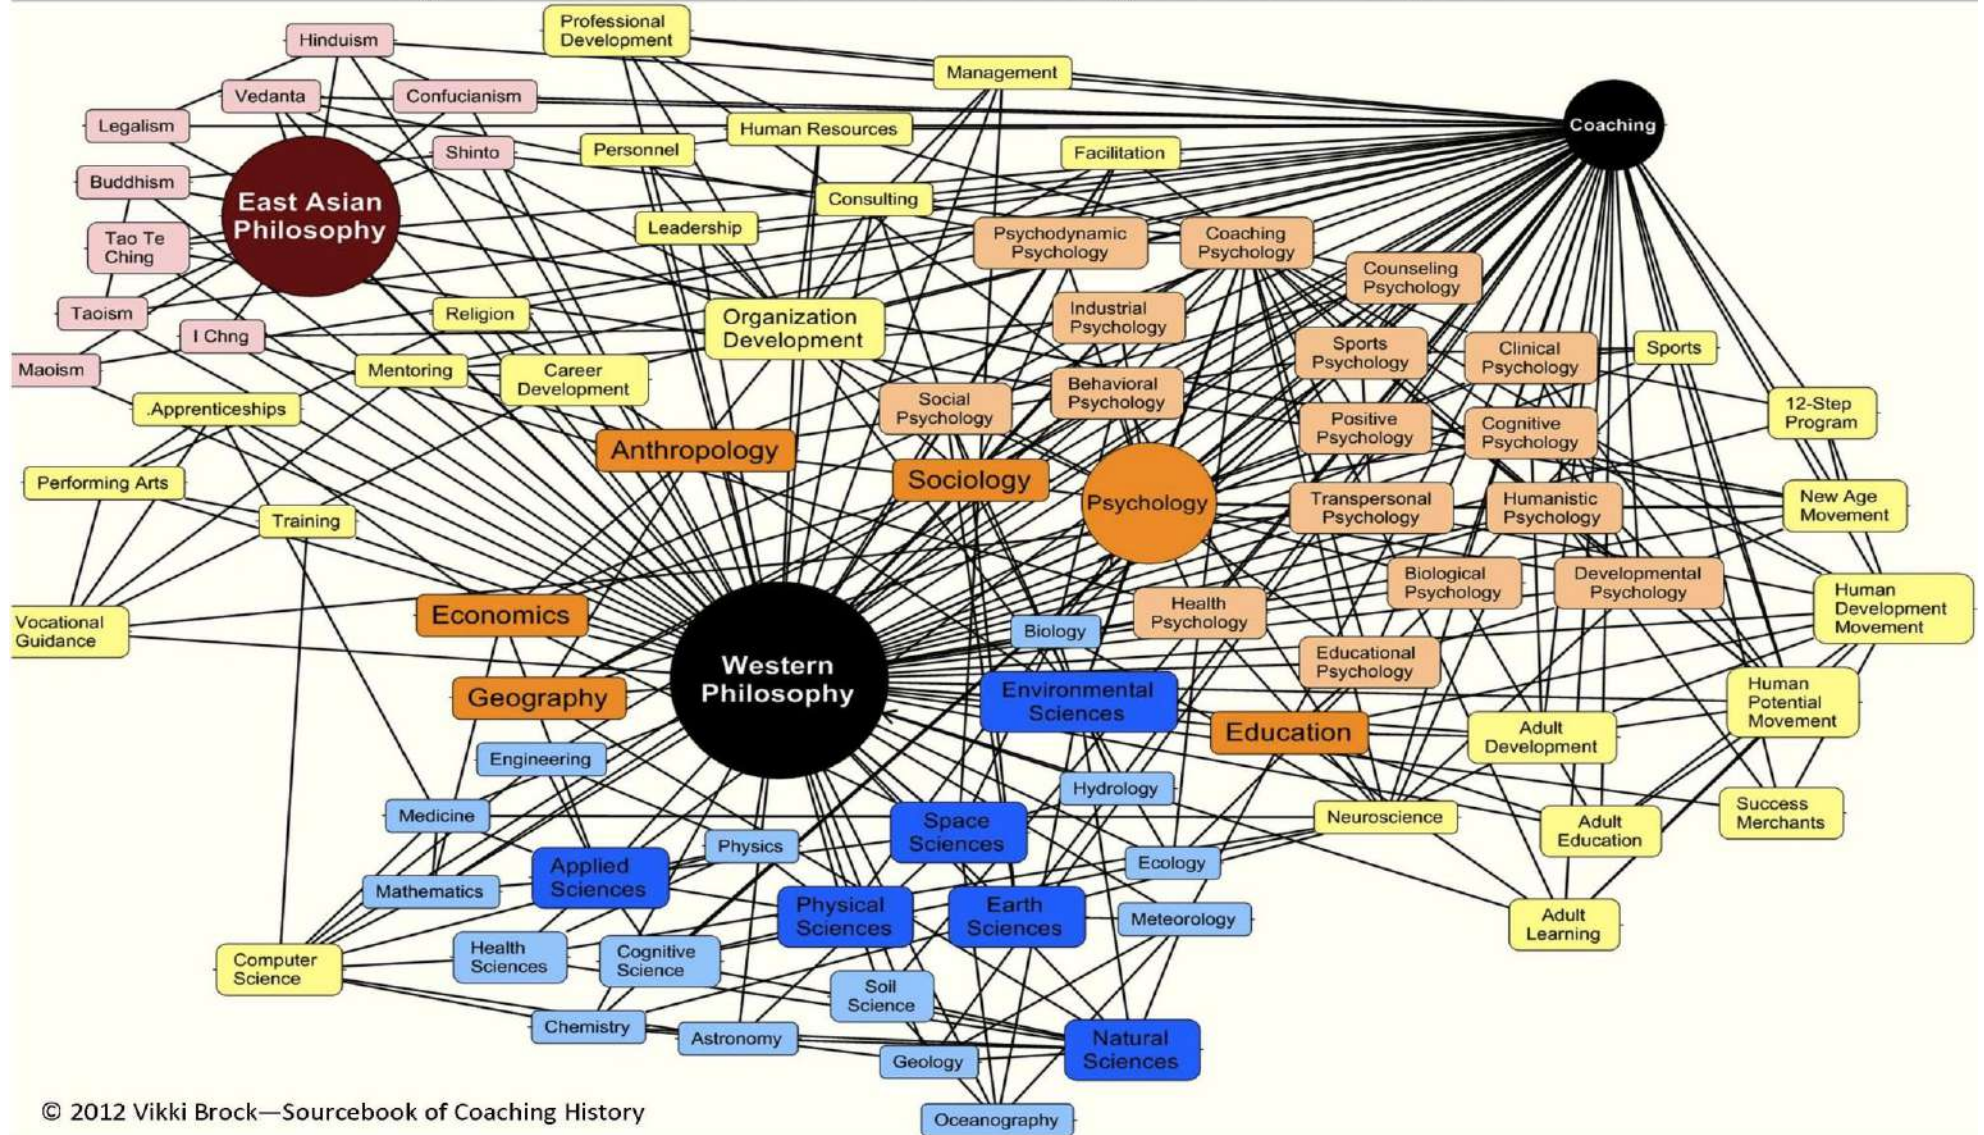 Professional
Development
Hinduism
Management
Vedanta
Confucianism
Legalism
Human Resources
Coaching
Shinto
Personnel
Facilitation
Buddhism
East Asian
Philosophy
Consulting
Leadership
Tao Te
Ching
Psychodynamic
Psychology
Coaching
Psychology
Counseling
Psychology
Taoism
Religion
I Chng
Organization
Development
Industrial
Psychology
Sports
Psychology
Clinical
Psychology
Sports
Maoism
Mentoring
Career
Development
Social
Psychology
Behavioral
Psychology
.Apprenticeships
Positive
Psychology
Cognitive
Psychology
12-Step
Program
Anthropology
Sociology
Psychology
Performing Arts
Training
Transpersonal
Psychology
Humanistic
Psychology
New Age
Movement
Biological
Psychology
Developmental
Psychology
Human
Development
Movement
Vocational
Guidance
Economics
Health
Psychology
Biology
Western
Philosophy
Educational
Psychology
Geography
Environmental
Sciences
Human
Potential
Movement
Education
Adult
Development
Engineering
Hydrology
Medicine
Space
Sciences
Neuroscience
Adult
Education
Success
Merchants
Physics
Ecology
Applied
Sciences
Mathematics
Physical
Sciences
Earth
Sciences
Meteorology
Adult
Learning
Health
Sciences
Cognitive
Science
Computer
Science
Soil
Science
Chemistry
Astronomy
Geology
Natural
Sciences
© 2012 Vikki Brock—Sourcebook of Coaching History
Oceanography